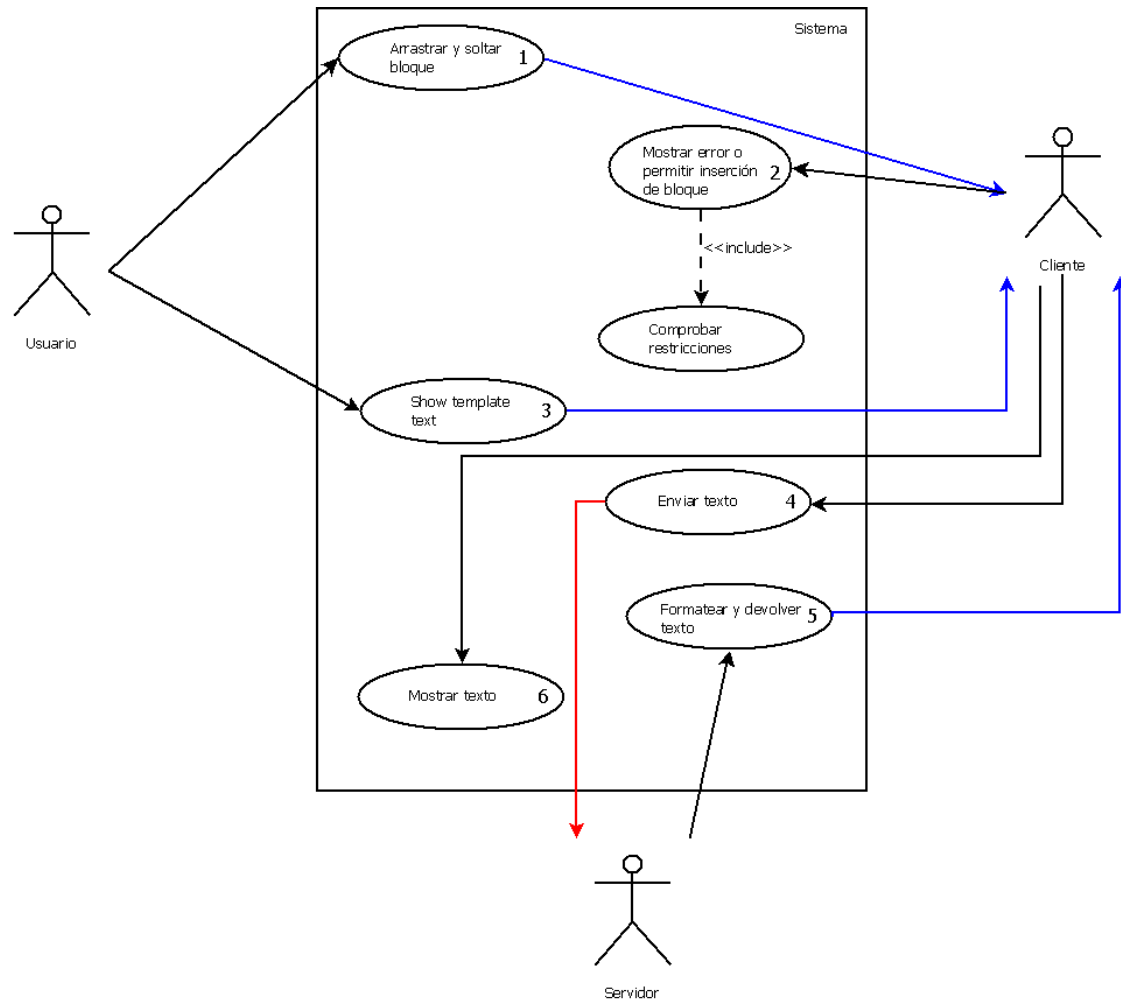 Sistema
Arrastrar y soltar
bloque
1
Mostrar error o
permitir inserción
de bloque
2
<<include>>
Cliente
Usuario
Comprobar
restricciones
Show template
text
3
Enviar texto
4
Formatear y devolver
texto
5
Mostrar texto
6
Servidor